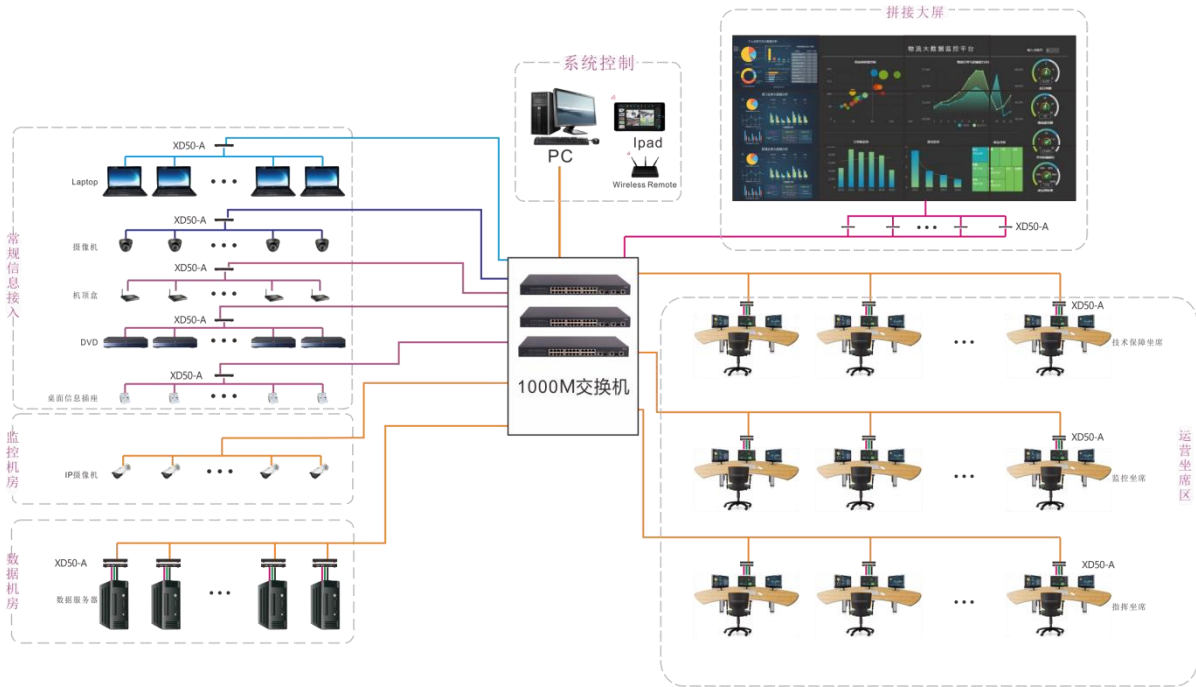 拼接大屏
物流大数据监控平台
XD50-A
系统控制
PC
Ipad
Wireless Remote
常规信息接入
XD50-A
Laptop
XD50-A
摄像机
XD50-A
机顶盒
XD50-A
DVD
XD50-A
桌面信息插座
监控机房
IP摄像机
数据机房
XD50-A
数据服务器
1000M交换机
运营坐席区
XD50-A
技术保障坐席
XD50-A
监控坐席
XD50-A
指挥坐席